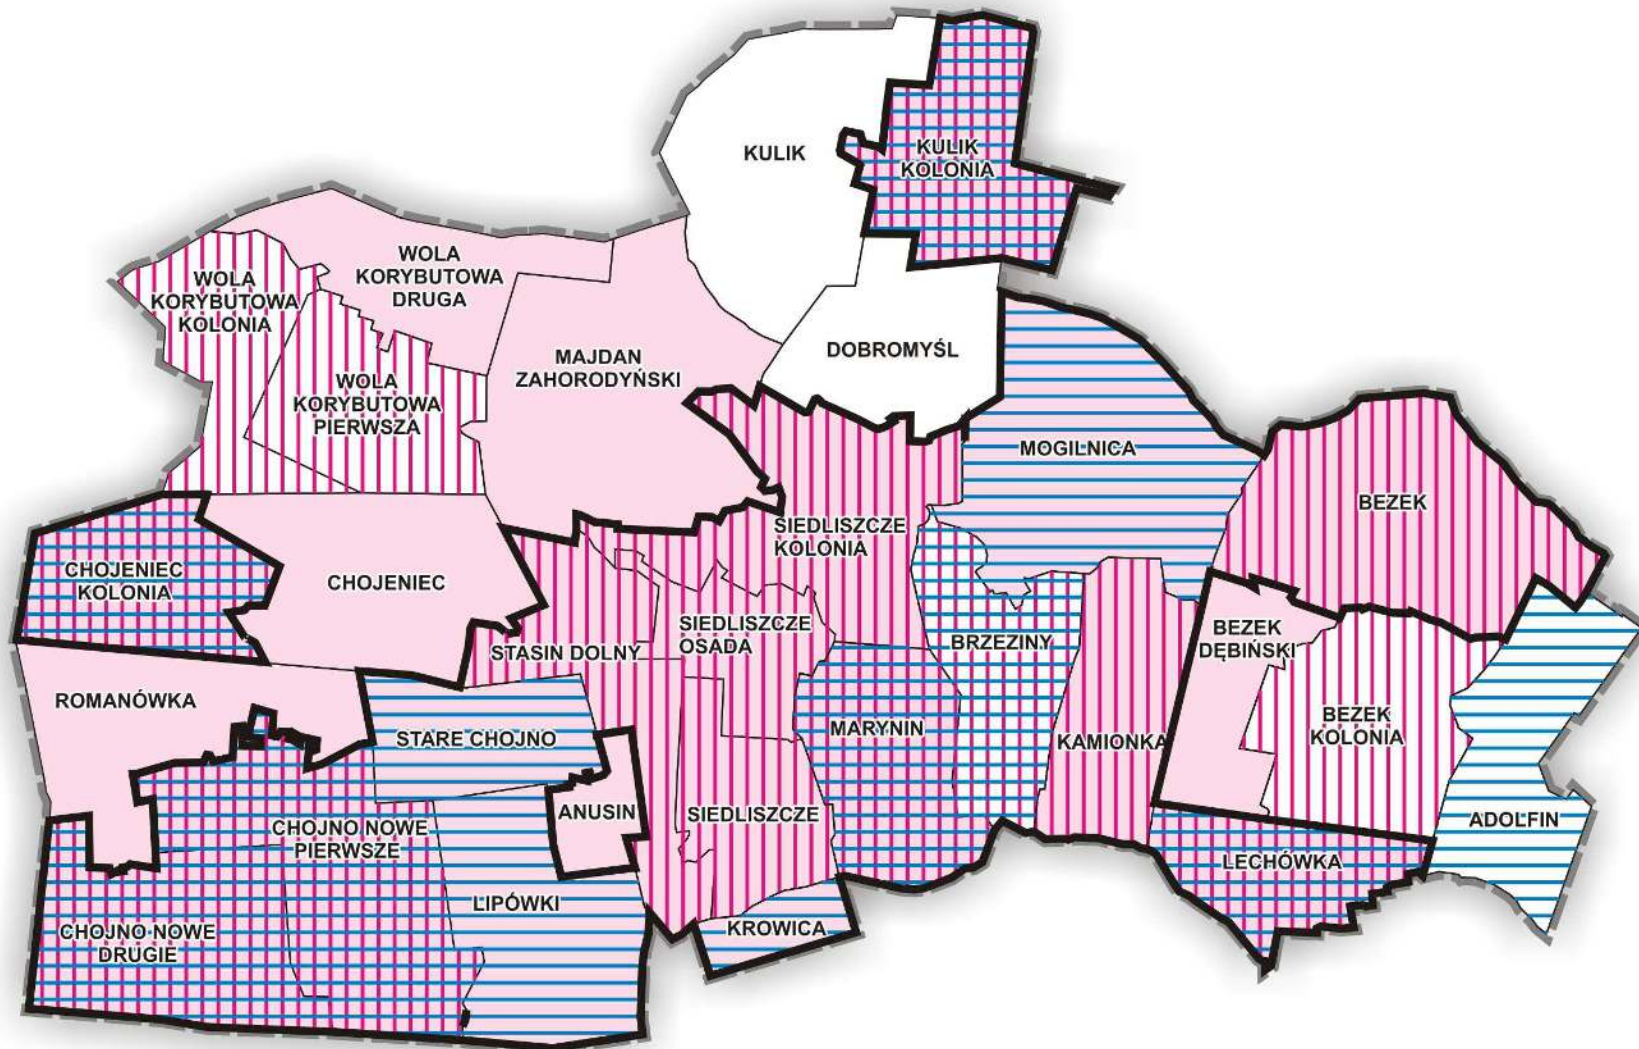 KULIK
KULIK
KOLONIA
WOLA
KORYBUTOWA
DRUGA
WOLA
KORYBUTOWA
KOLONIA
WOLA
KORYBUTOWA
PIERWSZA
MAJDAN
ZAHORODYŃSKI
DOBROMYŚL
MOGILNICA
BEZEK
SIEDLISZCZE
KOLONIA
CHOJENIEC
KOLONIA
CHOJENIEC
STASIN DOLNY
SIEDLISZCZE
OSADA
BRZEZINY
BEZEK
DĘBIŃSKI
ROMANÓWKA
STARE CHOJNO
MARYNIN
KAMIONKA
BEZEK
KOLONIA
ANUSIN
SIEDLISZCZE
ADOLFIN
CHOJNO NOWE
PIERWSZE
LECHÓWKA
LIPÓWKI
KROWICA
CHOJNO NOWE
DRUGIE